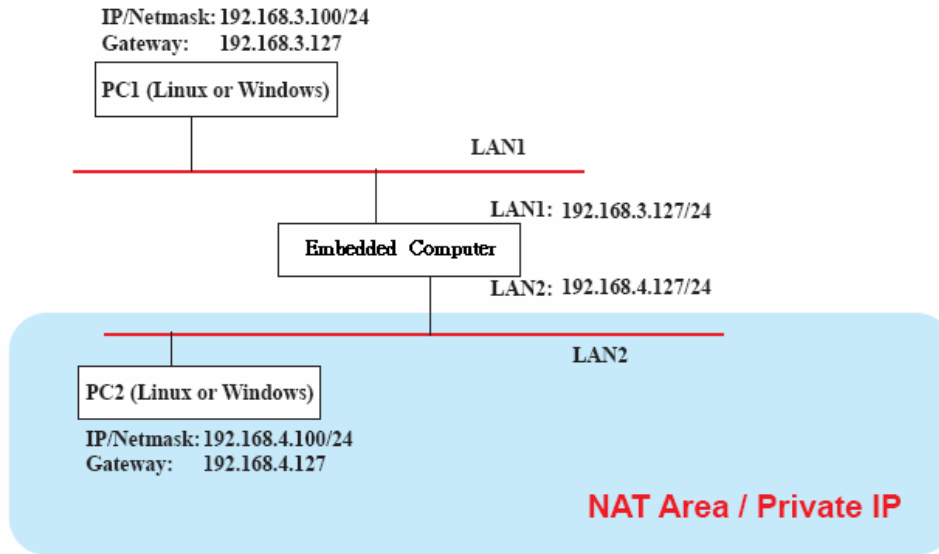 IP/Netmask: 192.168.3.100/24
Gateway: 192.168.3.127
PC1 (Linux or Windows)
LAN1
LAN1: 192.168.3.127/24
Embedded Computer
LAN2: 192.168.4.127/24
LAN2
PC2 (Linux or Windows)
IP/Netmask: 192.168.4.100/24
Gateway: 192.168.4.127
NAT Area / Private IP